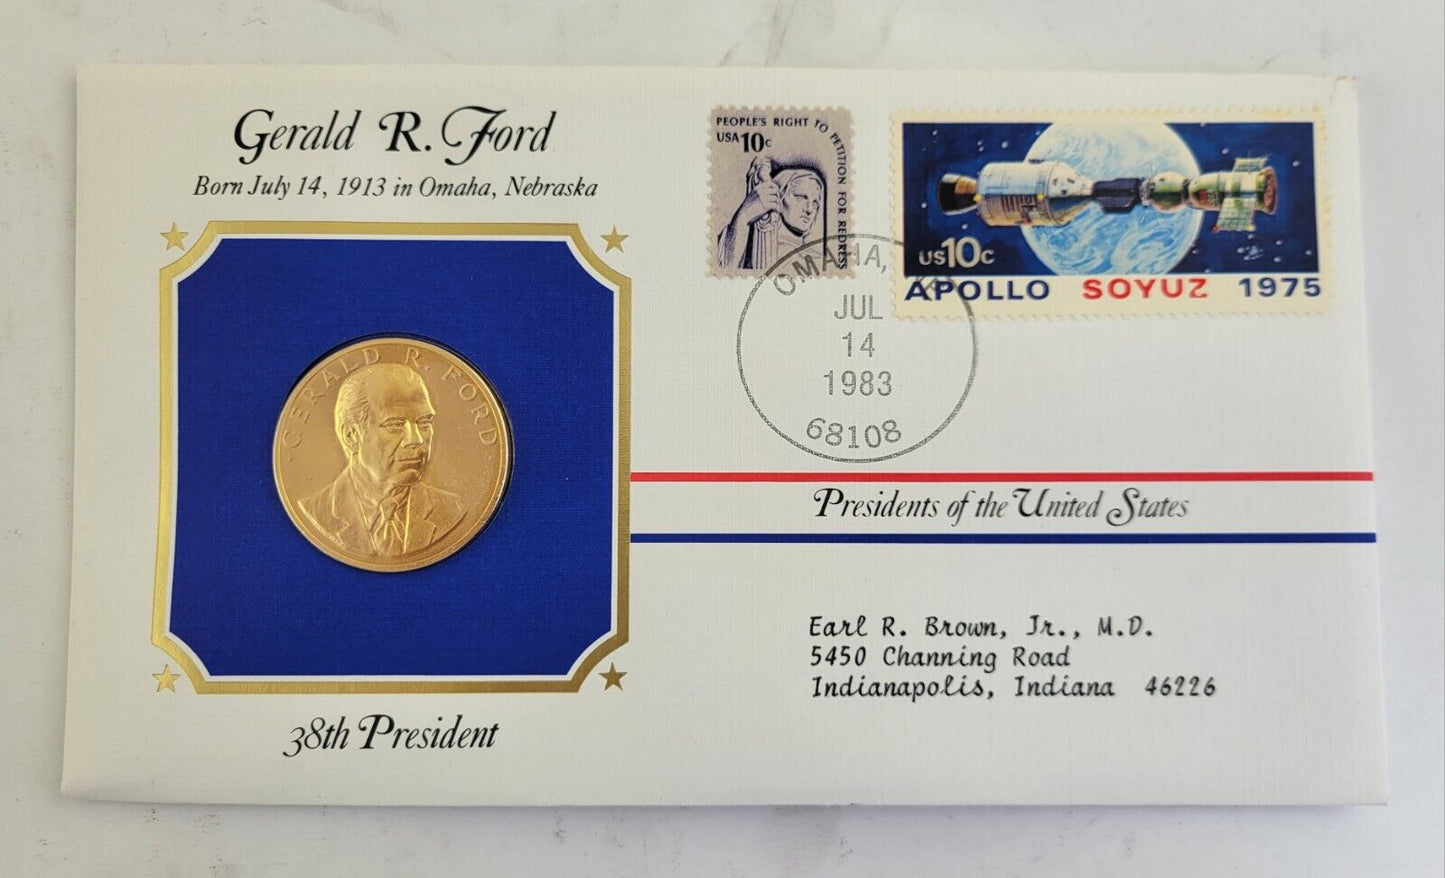 Gerald R. Ford
Born July 14, 1913 in Omaha, Nebraska
GERALD R. FORD
38th President
PEOPLE'S RIGHT TO PETITION FOR REDRESS
USA 10c
US 10c
APOLLO SOYUZ 1975
OMAHA,
JUL
14
1983
68108
Presidents of the United States
Earl R. Brown, Jr., M.D.
5450 Channing Road
Indianapolis, Indiana 46226